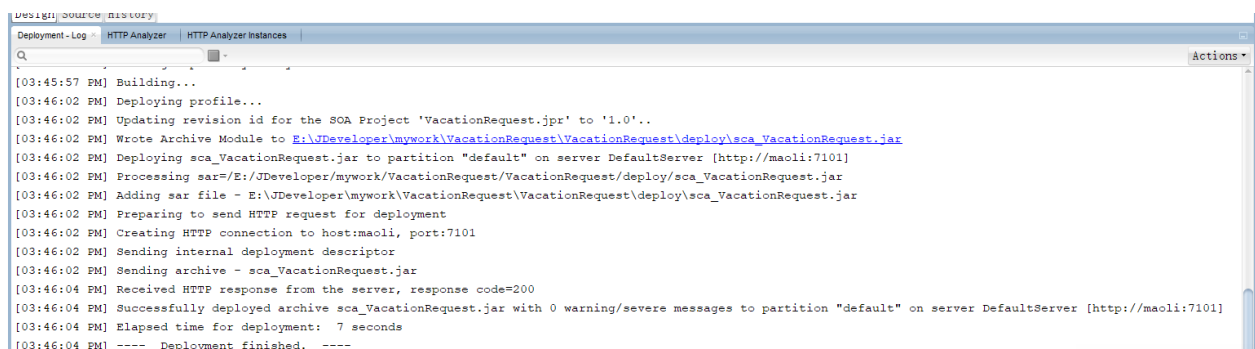 Design Source History
Deployment - Log × HTTP Analyzer HTTP Analyzer Instances
Actions
[03:45:57 PM] Building...
[03:46:02 PM] Deploying profile...
[03:46:02 PM] Updating revision id for the SOA Project 'VacationRequest.jpr' to '1.0'..
[03:46:02 PM] Wrote Archive Module to E:\JDeveloper\mywork\VacationRequest\VacationRequest\deploy\sca_VacationRequest.jar
[03:46:02 PM] Deploying sca_VacationRequest.jar to partition "default" on server DefaultServer [http://maoli:7101]
[03:46:02 PM] Processing sar=/E:/JDeveloper/mywork/VacationRequest/VacationRequest/deploy/sca_VacationRequest.jar
[03:46:02 PM] Adding sar file - E:\JDeveloper\mywork\VacationRequest\VacationRequest\deploy\sca_VacationRequest.jar
[03:46:02 PM] Preparing to send HTTP request for deployment
[03:46:02 PM] Creating HTTP connection to host:maoli, port:7101
[03:46:02 PM] Sending internal deployment descriptor
[03:46:02 PM] Sending archive - sca_VacationRequest.jar
[03:46:04 PM] Received HTTP response from the server, response code=200
[03:46:04 PM] Successfully deployed archive sca_VacationRequest.jar with 0 warning/severe messages to partition "default" on server DefaultServer [http://maoli:7101]
[03:46:04 PM] Elapsed time for deployment:  7 seconds
[03:46:04 PM] ----  Deployment finished.  ----